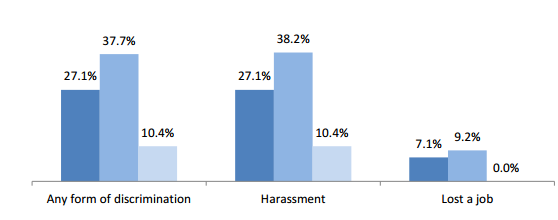 37.7% 38.2%
27.1% 27.1%
10.4% 10.4% 7.1% 9.2% 0.0%
Any form of discrimination Harassment Lost a job